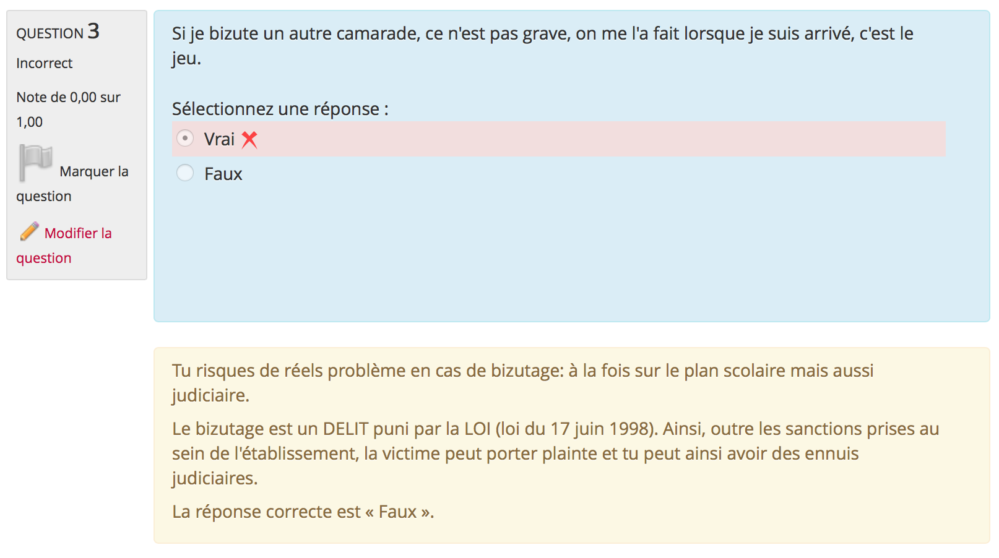 QUESTION 3
Incorrect
Note de 0,00 sur
1,00
Marquer la
question
Modifier la
question
Si je bizute un autre camarade, ce n'est pas grave, on me l'a fait lorsque je suis arrivé, c'est le
jeu.
Sélectionnez une réponse :
Vrai
Faux
Tu risques de réels problème en cas de bizutage: à la fois sur le plan scolaire mais aussi
judiciaire.
Le bizutage est un DELIT puni par la LOI (loi du 17 juin 1998). Ainsi, outre les sanctions prises au
sein de l'établissement, la victime peut porter plainte et tu peut ainsi avoir des ennuis
judiciaires.
La réponse correcte est « Faux ».